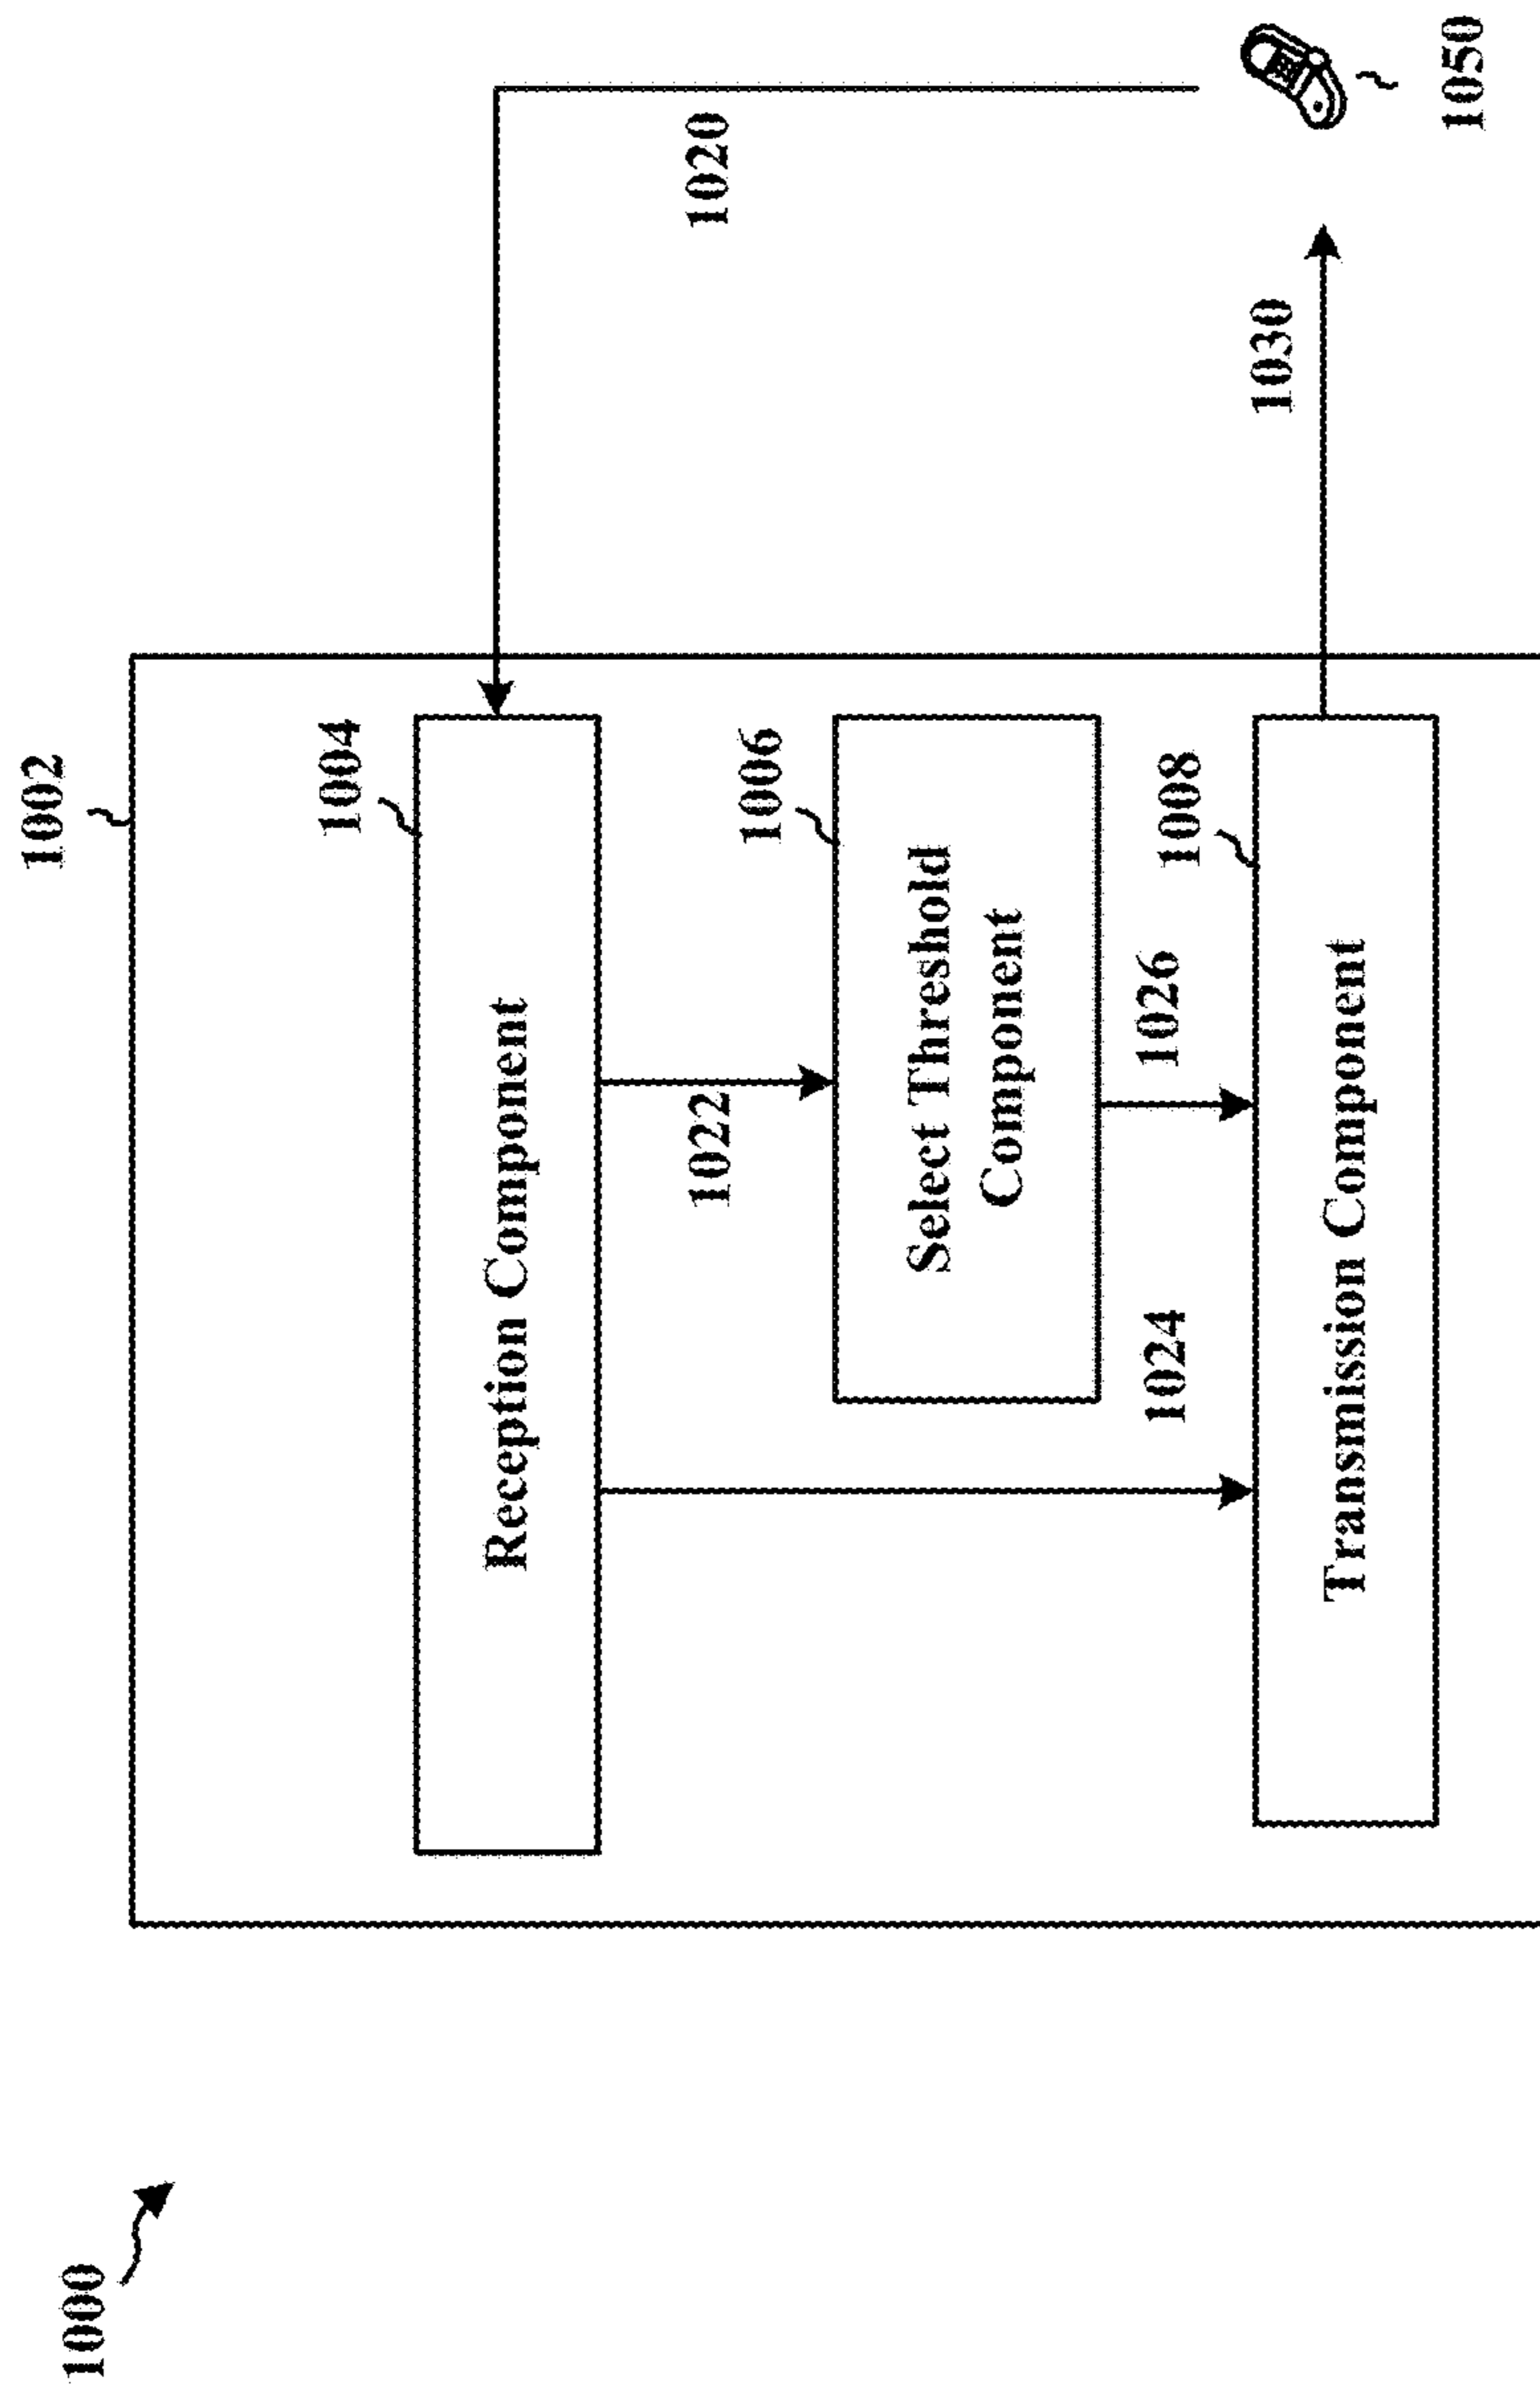 1000
1002
1004
Reception Component
1020
1022
1006
Select Threshold
Component
1024
1026
1008
Transmission Component
1030
1050